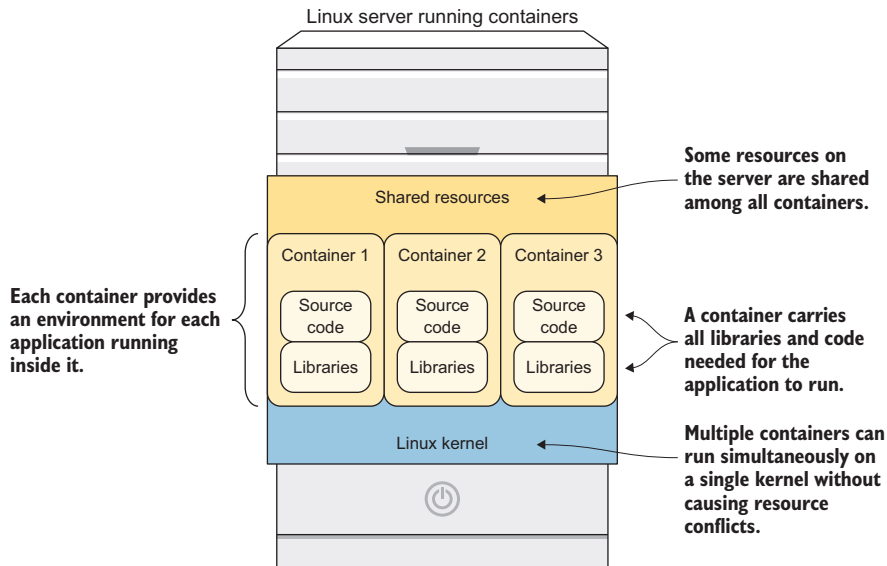 Linux server running containers
Some resources on
the server are shared
among all containers.
Shared resources
Each container provides
an environment for each
application running
inside it.
Container 1
Container 2
Container 3
Source
code
Source
code
Source
code
Libraries
Libraries
Libraries
A container carries
all libraries and code
needed for the
application to run.
Linux kernel
Multiple containers can
run simultaneously on
a single kernel without
causing resource
conflicts.